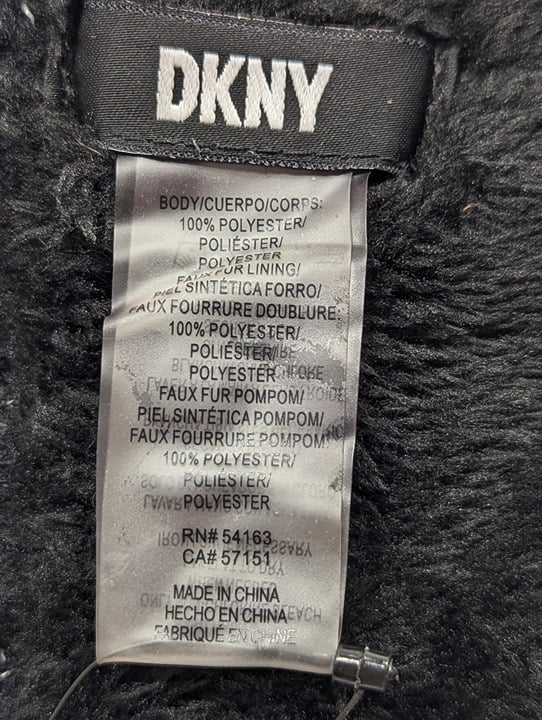 DKNY
BODY/CUERPO/CORPS:
100% POLYESTER/
POLIÉSTER/
POLYESTER
FAUX FUR LINING/
PIEL SINTÉTICA FORRO/
FAUX FOURRURE DOUBLURE:
100% POLYESTER/
POLIÉSTER/
POLYESTER
FAUX FUR POMPOM/
PIEL SINTÉTICA POMPOM/
FAUX FOURRURE POMPOM:
100% POLYESTER/
POLIÉSTER/
POLYESTER
RN# 54163
CA# 57151
MADE IN CHINA
HECHO EN CHINA
FABRIQUÉ EN CHINE